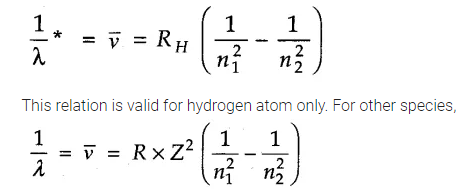 1/λ * = ν̅ = R_H (1/n₁² − 1/n₂²)
This relation is valid for hydrogen atom only. For other species,
1/λ = ν̅ = R × Z² (1/n₁² − 1/n₂²)